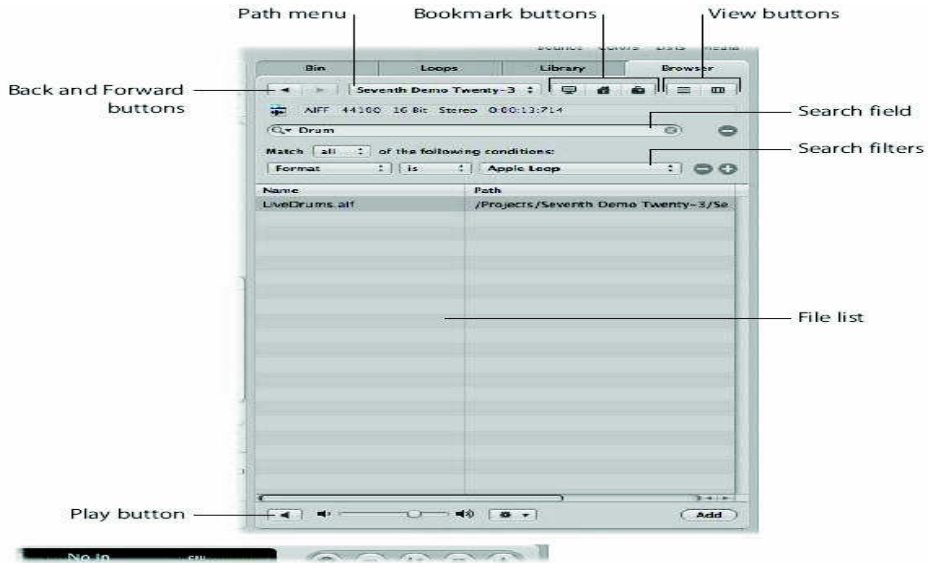 Path menu Bookmark buttons View buttons
Bin Loops Library Browser
Back and Forward buttons
Seventh Demo Twenty-3
AIFF 44100 16 Bit Stereo 0:00:13:714
Search field
Drum
Match all of the following conditions:
Search filters
Format is Apple Loop
Name Path
LiveDrums.aif /Projects/Seventh Demo Twenty-3/Se
File list
Play button
Add
No In